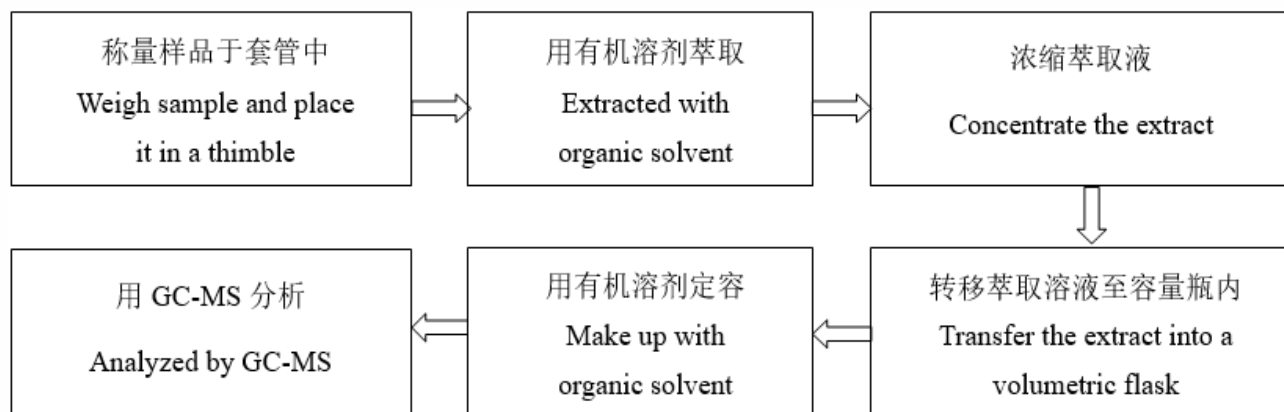 称量样品于套管中
Weigh sample and place
it in a thimble
用有机溶剂萃取
Extracted with
organic solvent
浓缩萃取液
Concentrate the extract
转移萃取溶液至容量瓶内
Transfer the extract into a
volumetric flask
用有机溶剂定容
Make up with
organic solvent
用 GC-MS 分析
Analyzed by GC-MS